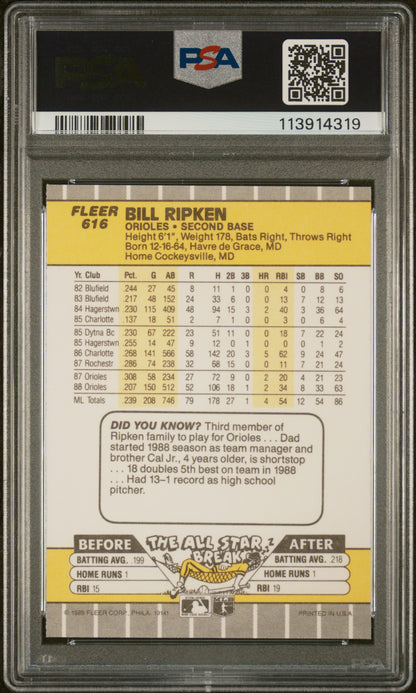 PSA
PSA
113914319
FLEER 616
BILL RIPKEN
ORIOLES • SECOND BASE
Height 6'1", Weight 178, Bats Right, Throws Right
Born 12-16-64, Havre de Grace, MD
Home Cockeysville, MD
Yr. Club Pct. G AB R H 2B 3B HR RBI SB BB SO
82 Blufield .244 27 45 8 11 1 0 0 4 0 8 6
83 Blufield .217 48 152 24 33 6 0 0 13 7 12 13
84 Hagerstwn .230 115 409 48 94 15 3 2 40 3 36 64
85 Charlotte .137 18 51 2 7 1 0 0 3 0 6 4
85 Dytna Bc .230 67 222 23 51 11 0 0 18 7 22 24
85 Hagerstwn .255 14 47 9 12 0 1 0 0 0 1 2
86 Charlotte .268 141 566 58 142 20 3 5 62 9 24 47
87 Rochestr .286 74 238 32 68 15 0 0 11 7 21 24
87 Orioles .308 58 234 27 72 9 0 2 20 4 21 23
88 Orioles .207 150 512 52 106 18 1 2 34 8 33 63
ML Totals .239 208 746 79 178 27 1 4 54 12 54 86
DID YOU KNOW? Third member of
Ripken family to play for Orioles . . . Dad
started 1988 season as team manager and
brother Cal Jr., 4 years older, is shortstop
. . . 18 doubles 5th best on team in 1988
. . . Had 13–1 record as high school
pitcher.
BEFORE THE ALL STAR BREAK AFTER
BATTING AVG. .199 BATTING AVG. .218
HOME RUNS 1 HOME RUNS 1
RBI 15 RBI 19
© 1989 FLEER CORP., PHILA. 19141 PRINTED IN U.S.A.